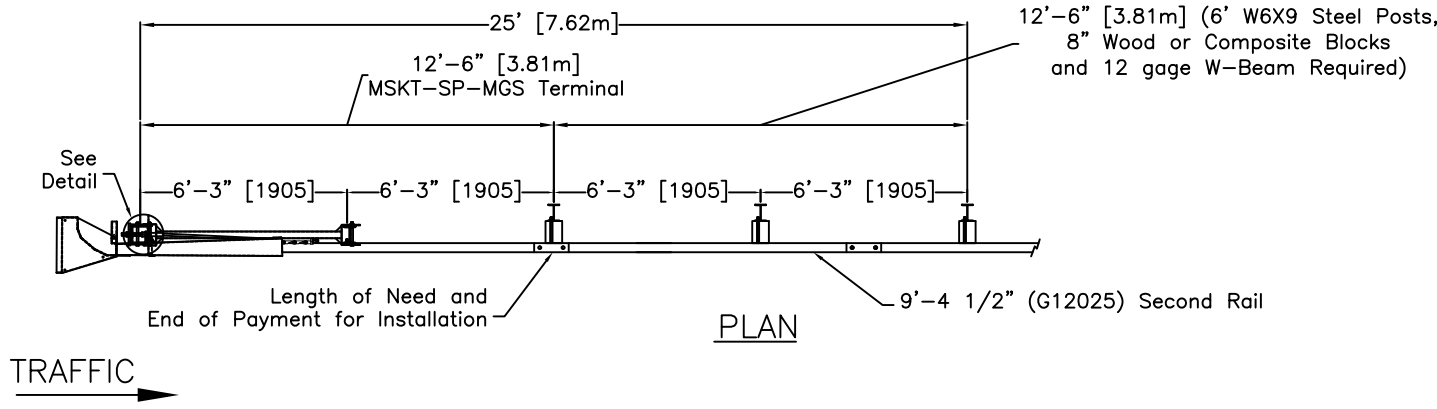 25’ [7.62m]
12’-6” [3.81m] (6’ W6X9 Steel Posts,
8” Wood or Composite Blocks
and 12 gage W-Beam Required)
12’-6” [3.81m]
MSKT-SP-MGS Terminal
See
Detail
6’-3” [1905]
6’-3” [1905]
6’-3” [1905]
6’-3” [1905]
Length of Need and
End of Payment for Installation
9’-4 1/2” (G12025) Second Rail
PLAN
TRAFFIC